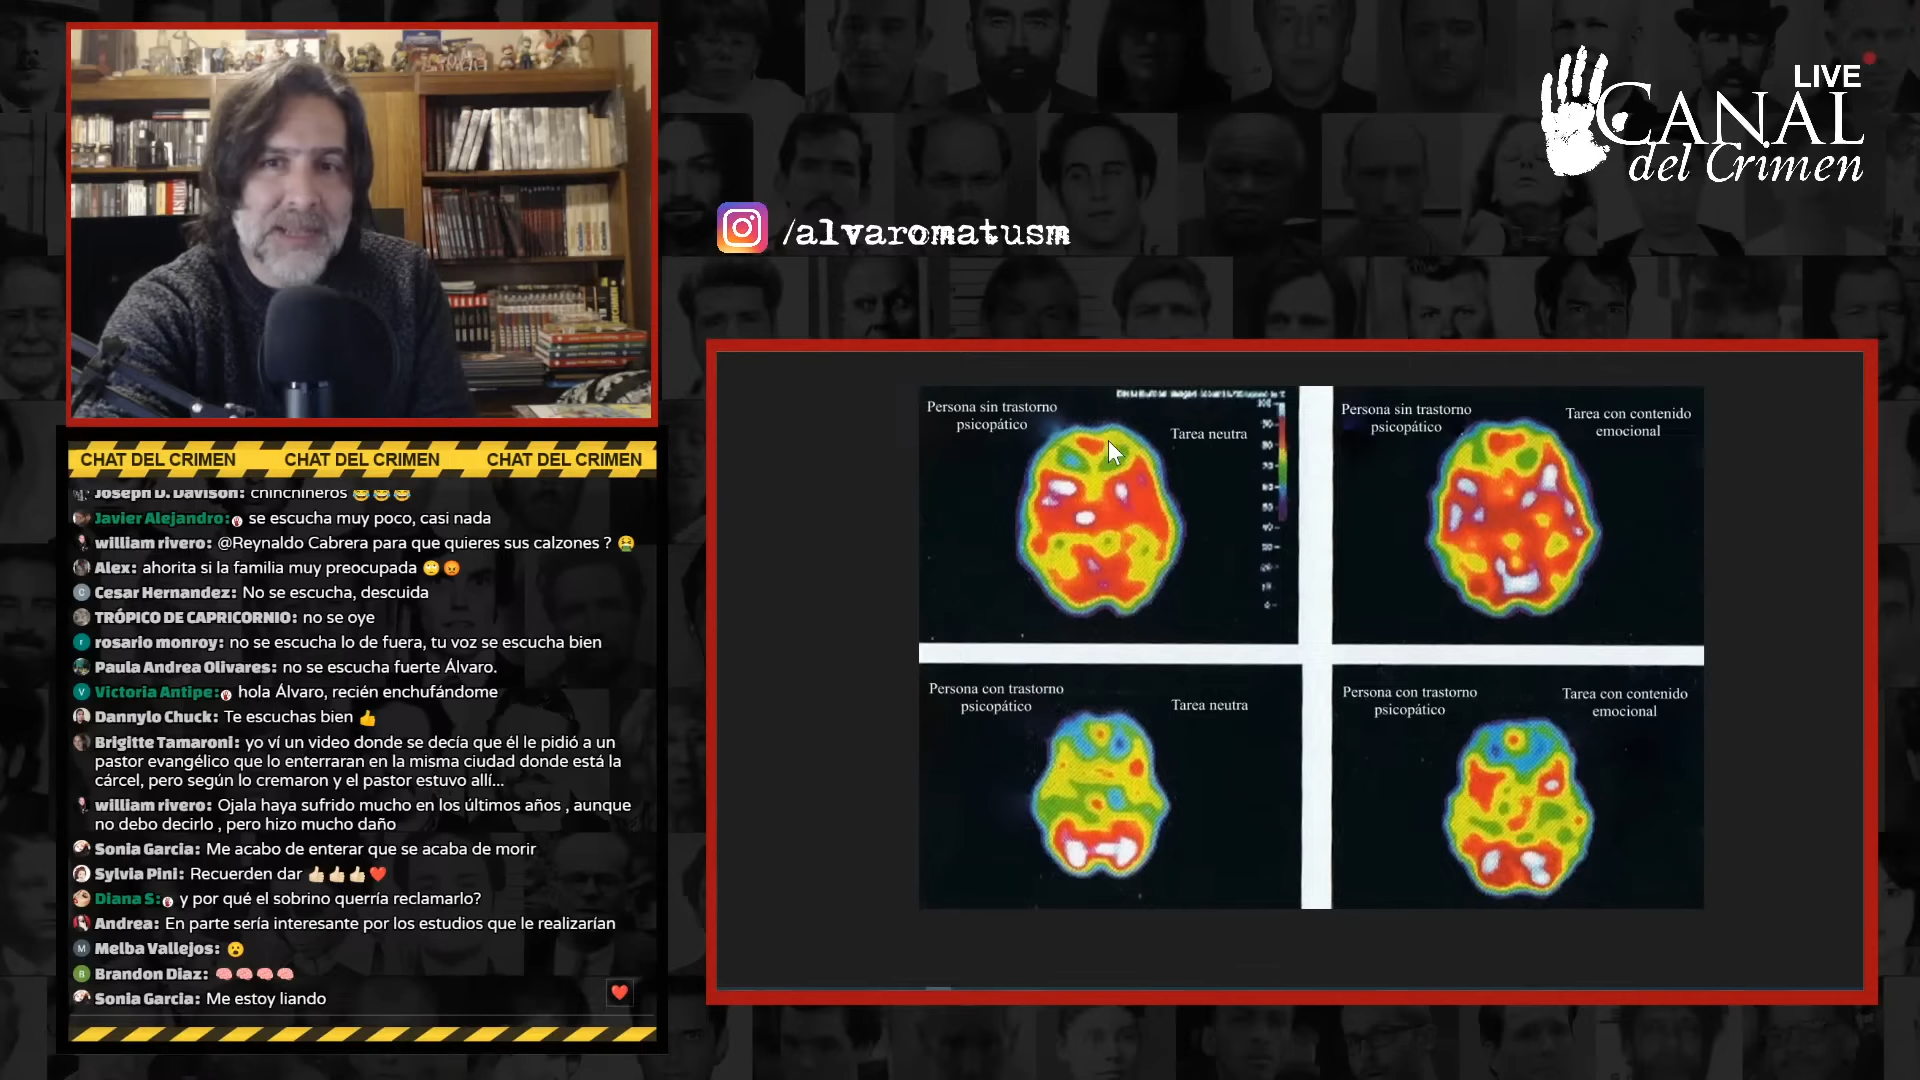 LIVE
CANAL
del Crimen
/alvaromatusm
CHAT DEL CRIMEN CHAT DEL CRIMEN CHAT DEL CRIMEN
Joseph D. Davison: chinchineros 😂😂😂
Javier Alejandro: se escucha muy poco, casi nada
william rivero: @Reynaldo Cabrera para que quieres sus calzones ? 🤮
Alex: ahorita si la familia muy preocupada 🙄😡
Cesar Hernandez: No se escucha, descuida
TRÓPICO DE CAPRICORNIO: no se oye
rosario monroy: no se escucha lo de fuera, tu voz se escucha bien
Paula Andrea Olivares: no se escucha fuerte Álvaro.
Victoria Antipe: hola Álvaro, recién enchufándome
Dannylo Chuck: Te escuchas bien 👍
Brigitte Tamaroni: yo ví un video donde se decía que él le pidió a un
pastor evangélico que lo enterraran en la misma ciudad donde está la
cárcel, pero según lo cremaron y el pastor estuvo allí...
william rivero: Ojala haya sufrido mucho en los últimos años , aunque
no debo decirlo , pero hizo mucho daño
Sonia Garcia: Me acabo de enterar que se acaba de morir
Sylvia Pini: Recuerden dar 👍🏻👍🏻👍🏻❤️
Diana S: y por qué el sobrino querría reclamarlo?
Andrea: En parte sería interesante por los estudios que le realizarían
Melba Vallejos: 😮
Brandon Diaz: 🧠🧠🧠🧠
Sonia Garcia: Me estoy liando
Persona sin trastorno
psicopático
Tarea neutra
Persona sin trastorno
psicopático
Tarea con contenido
emocional
Persona con trastorno
psicopático
Tarea neutra
Persona con trastorno
psicopático
Tarea con contenido
emocional